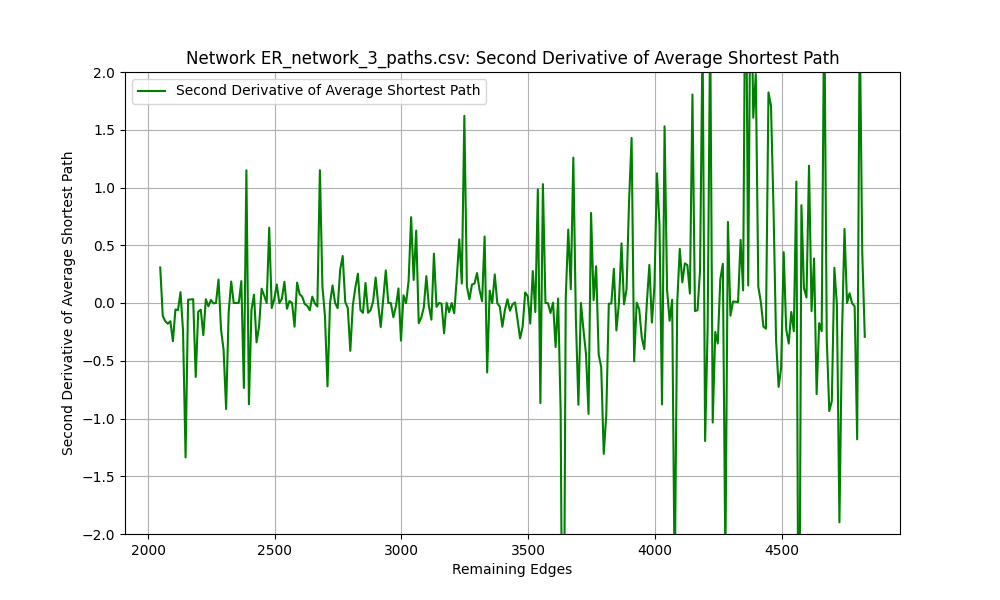 Network ER_network_3_paths.csv: Second Derivative of Average Shortest Path
Second Derivative of Average Shortest Path
Second Derivative of Average Shortest Path
2.0
1.5
1.0
0.5
0.0
−0.5
−1.0
−1.5
−2.0
2000 2500 3000 3500 4000 4500
Remaining Edges